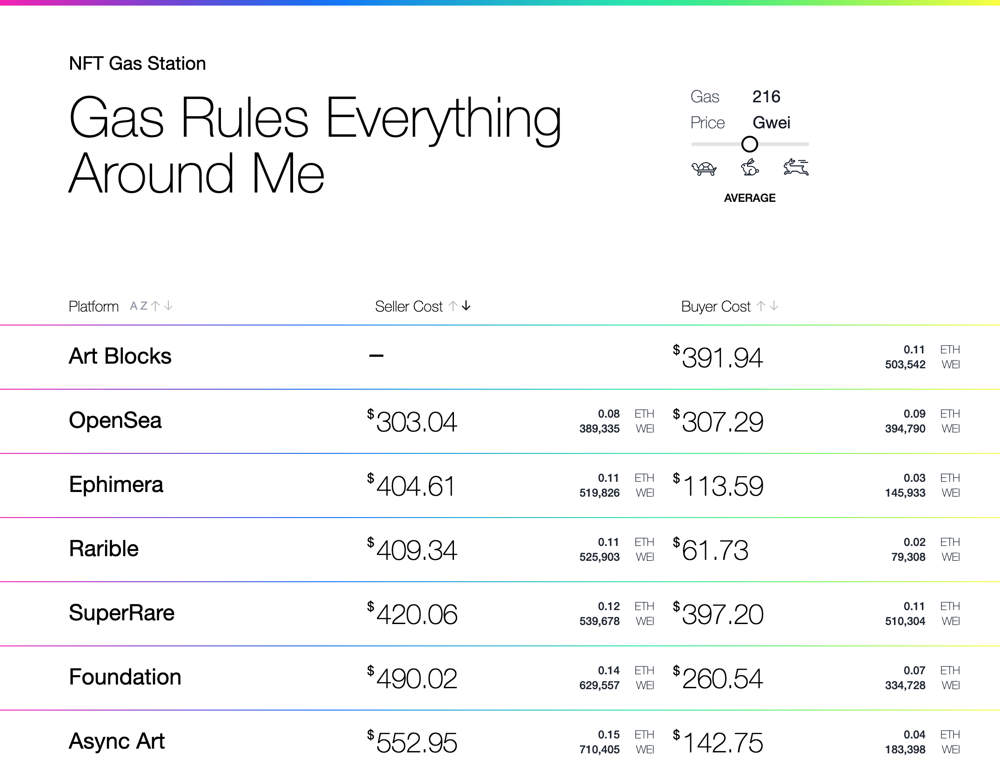 NFT Gas Station
Gas Rules Everything
Around Me
Gas 216
Price Gwei
AVERAGE
Platform A Z ↑ ↓ Seller Cost ↑ ↓ Buyer Cost ↑ ↓
Art Blocks – $391.94 0.11 ETH
503,542 WEI
OpenSea $303.04 0.08 ETH $307.29 0.09 ETH
389,335 WEI 394,790 WEI
Ephimera $404.61 0.11 ETH $113.59 0.03 ETH
519,826 WEI 145,933 WEI
Rarible $409.34 0.11 ETH $61.73 0.02 ETH
525,903 WEI 79,308 WEI
SuperRare $420.06 0.12 ETH $397.20 0.11 ETH
539,678 WEI 510,304 WEI
Foundation $490.02 0.14 ETH $260.54 0.07 ETH
629,557 WEI 334,728 WEI
Async Art $552.95 0.15 ETH $142.75 0.04 ETH
710,405 WEI 183,398 WEI